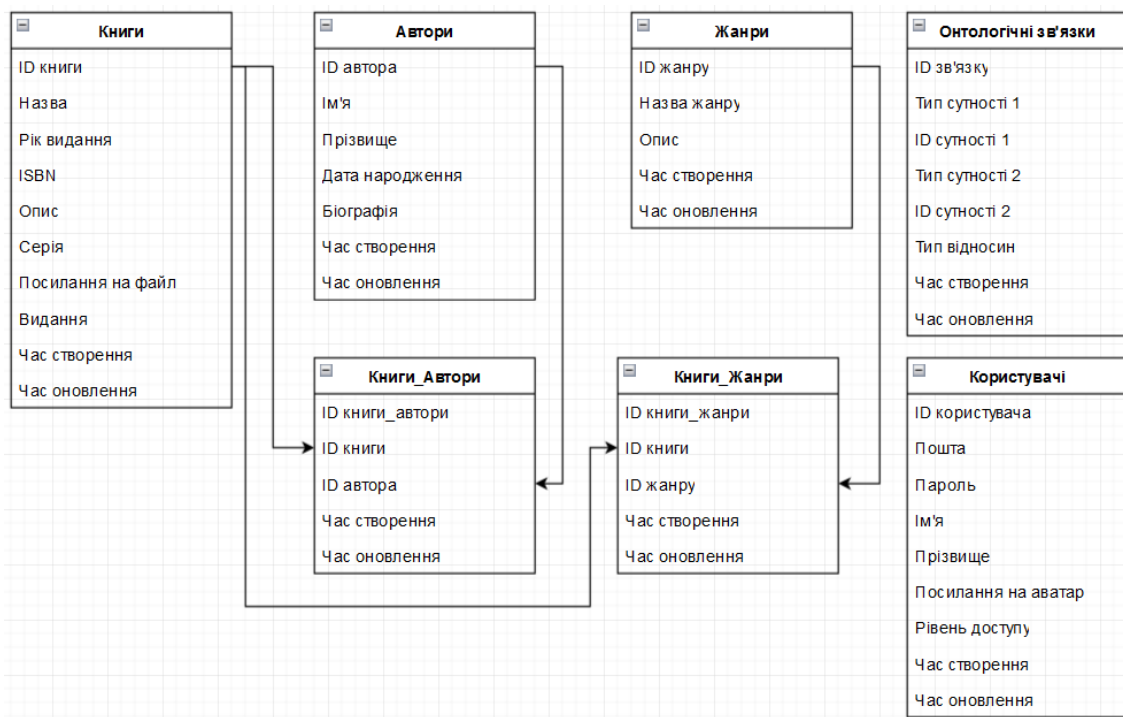 Книги
ID книги
Назва
Рік видання
ISBN
Опис
Серія
Посилання на файл
Видання
Час створення
Час оновлення
Автори
ID автора
Ім'я
Прізвище
Дата народження
Біографія
Час створення
Час оновлення
Жанри
ID жанру
Назва жанру
Опис
Час створення
Час оновлення
Онтологічні зв'язки
ID зв'язку
Тип сутності 1
ID сутності 1
Тип сутності 2
ID сутності 2
Тип відносин
Час створення
Час оновлення
Книги_Автори
ID книги_автори
ID книги
ID автора
Час створення
Час оновлення
Книги_Жанри
ID книги_жанри
ID книги
ID жанру
Час створення
Час оновлення
Користувачі
ID користувача
Пошта
Пароль
Ім'я
Прізвище
Посилання на аватар
Рівень доступу
Час створення
Час оновлення